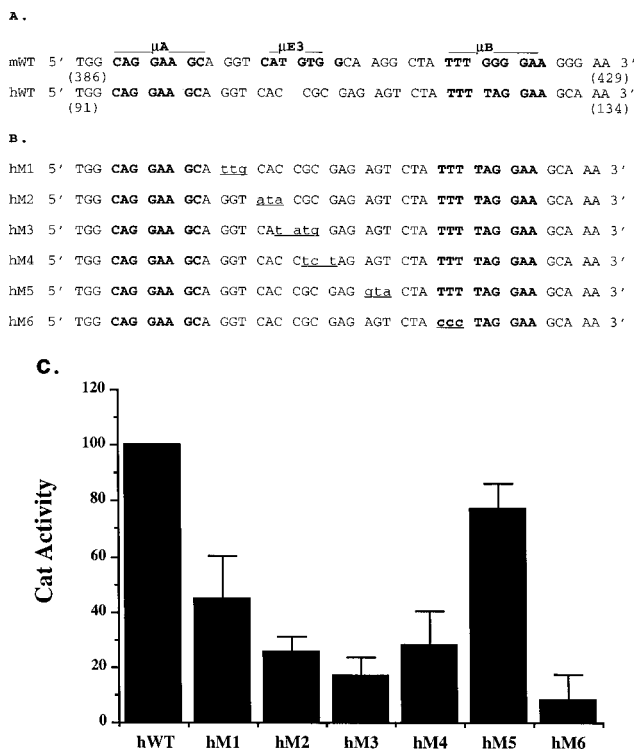 A.
μA μE3 μB
mWT 5' TGG CAG GAAGCA GGT CAT GTG GCA AGG CTA TTT GGG GAA GGG AA 3'
(386) (429)
hWT 5' TGG CAG GAAGCA GGT CAC CGC GAG AGT CTA TTT TAG GAA GCA AA 3'
(91) (134)
B.
hM1 5' TGG CAG GAA GCA ttg CAC CGC GAG AGT CTA TTT TAG GAA GCA AA 3'
hM2 5' TGG CAG GAA GCA GGT ata CGC GAG AGT CTA TTT TAG GAA GCA AA 3'
hM3 5' TGG CAG GAA GCA GGT CAt atg GAG AGT CTA TTT TAG GAA GCA AA 3'
hM4 5' TGG CAG GAA GCA GGT CAC Ctc tAG AGT CTA TTT TAG GAA GCA AA 3'
hM5 5' TGG CAG GAA GCA GGT CAC CGC GAG gta CTA TTT TAG GAA GCA AA 3'
hM6 5' TGG CAG GAA GCA GGT CAC CGC GAG AGT CTA ccc TAG GAA GCA AA 3'
C.
Cat Activity
120
100
80
60
40
20
0
hWT hM1 hM2 hM3 hM4 hM5 hM6